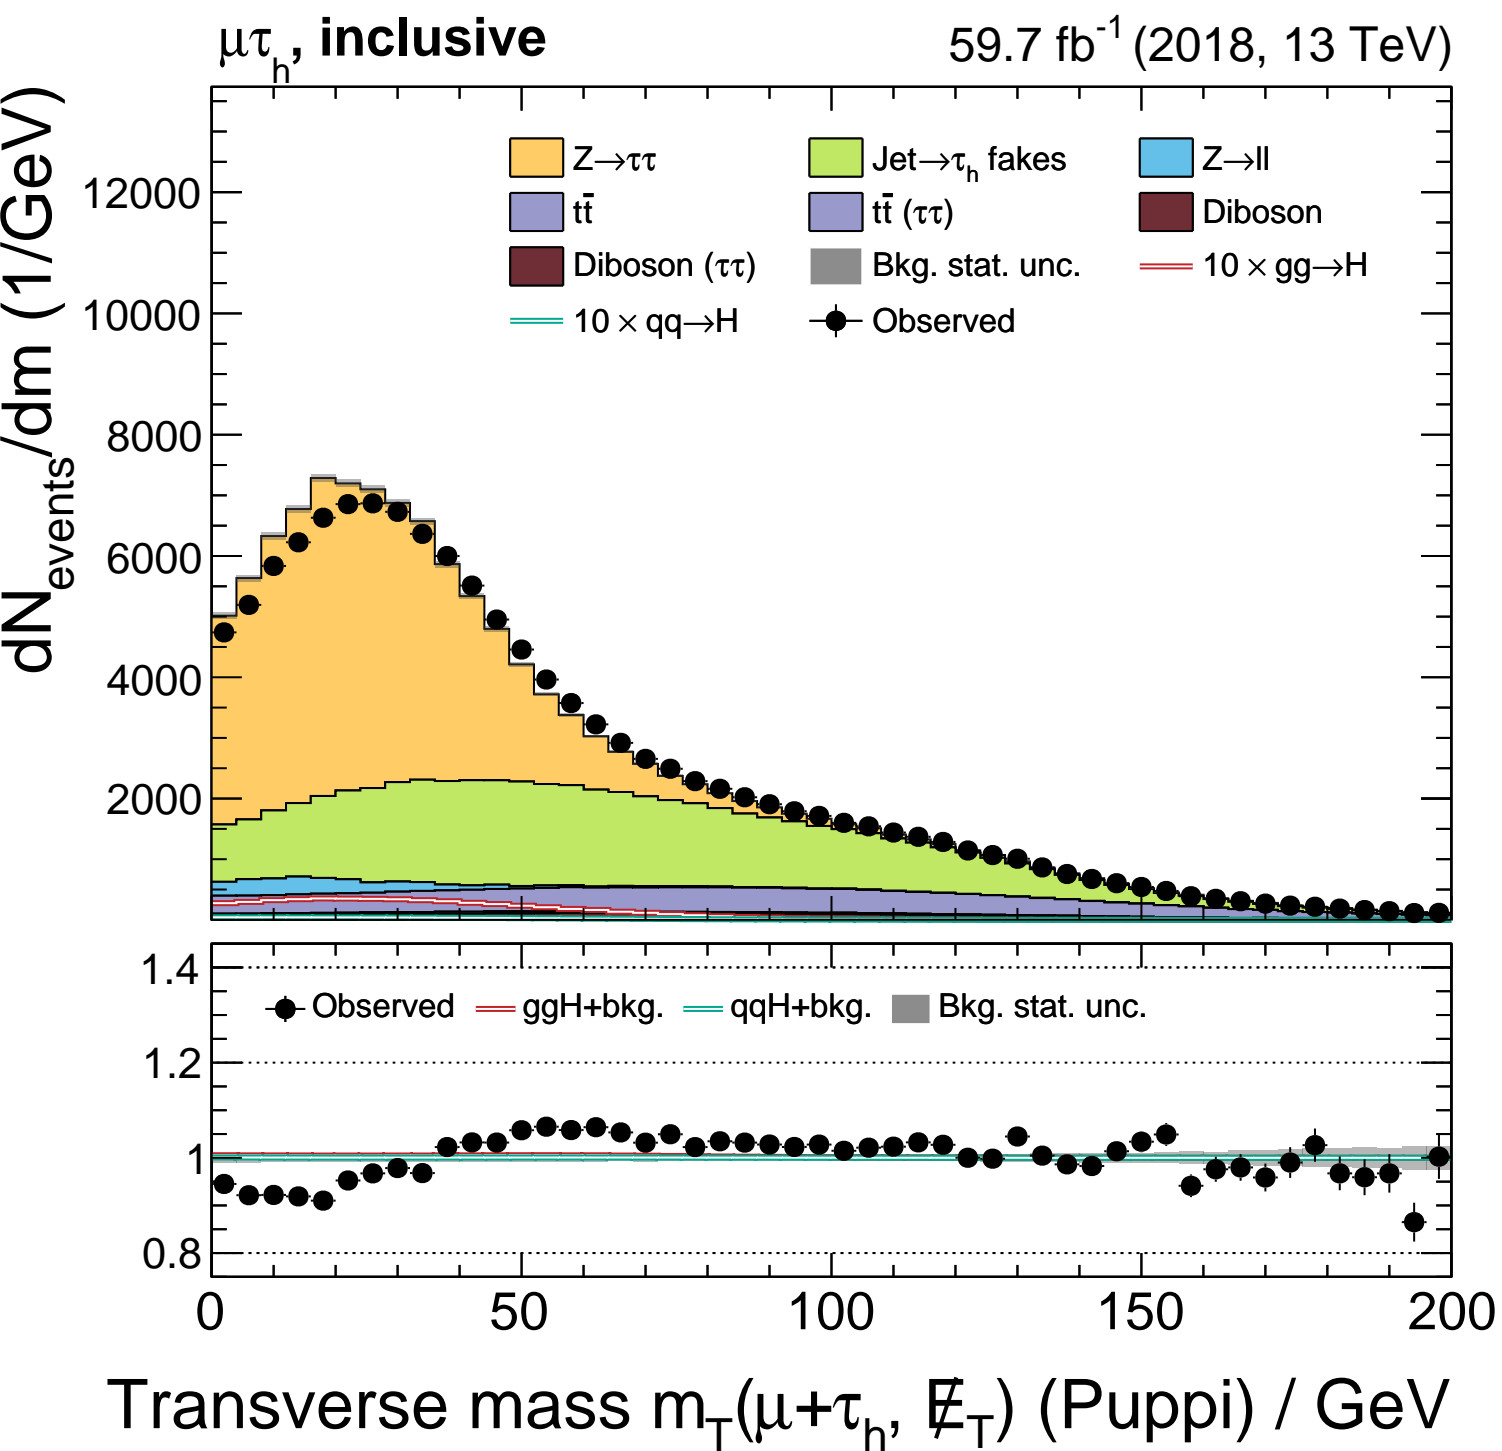 μτh, inclusive 59.7 fb-1 (2018, 13 TeV)
dNevents/dm (1/GeV)
12000
10000
8000
6000
4000
2000
Z→ττ Jet→τh fakes Z→ll
tt̄ tt̄ (ττ) Diboson
Diboson (ττ) Bkg. stat. unc. 10 × gg→H
10 × qq→H Observed
1.4
1.2
1
0.8
Observed ggH+bkg. qqH+bkg. Bkg. stat. unc.
0 50 100 150 200
Transverse mass mT(μ+τh, E̸T) (Puppi) / GeV